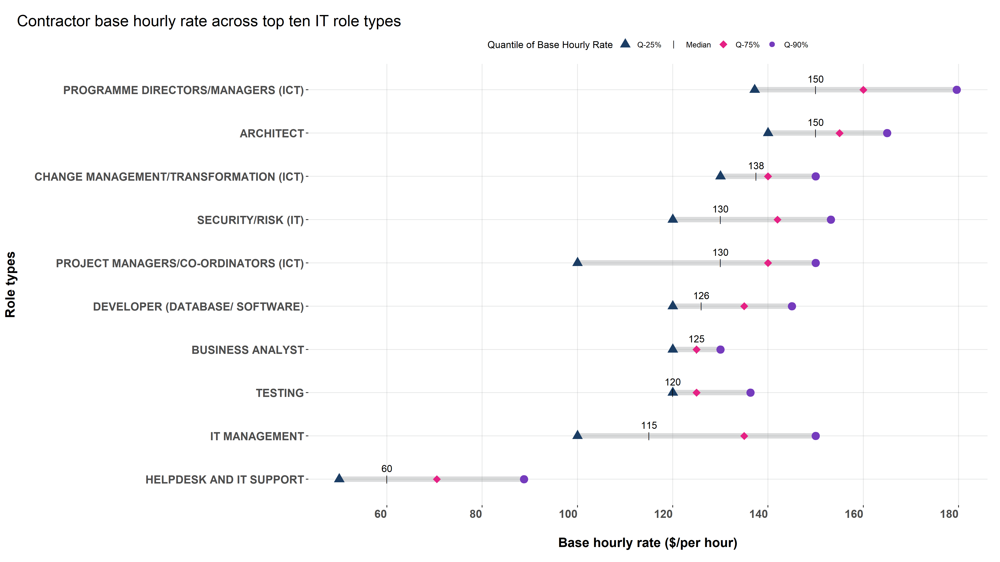 Contractor base hourly rate across top ten IT role types
Quantile of Base Hourly Rate Q-25% Median Q-75% Q-90%
PROGRAMME DIRECTORS/MANAGERS (ICT) 150
ARCHITECT 150
CHANGE MANAGEMENT/TRANSFORMATION (ICT) 138
SECURITY/RISK (IT) 130
PROJECT MANAGERS/CO-ORDINATORS (ICT) 130
DEVELOPER (DATABASE/ SOFTWARE) 126
BUSINESS ANALYST 125
TESTING 120
IT MANAGEMENT 115
HELPDESK AND IT SUPPORT 60
Role types
60 80 100 120 140 160 180
Base hourly rate ($/per hour)